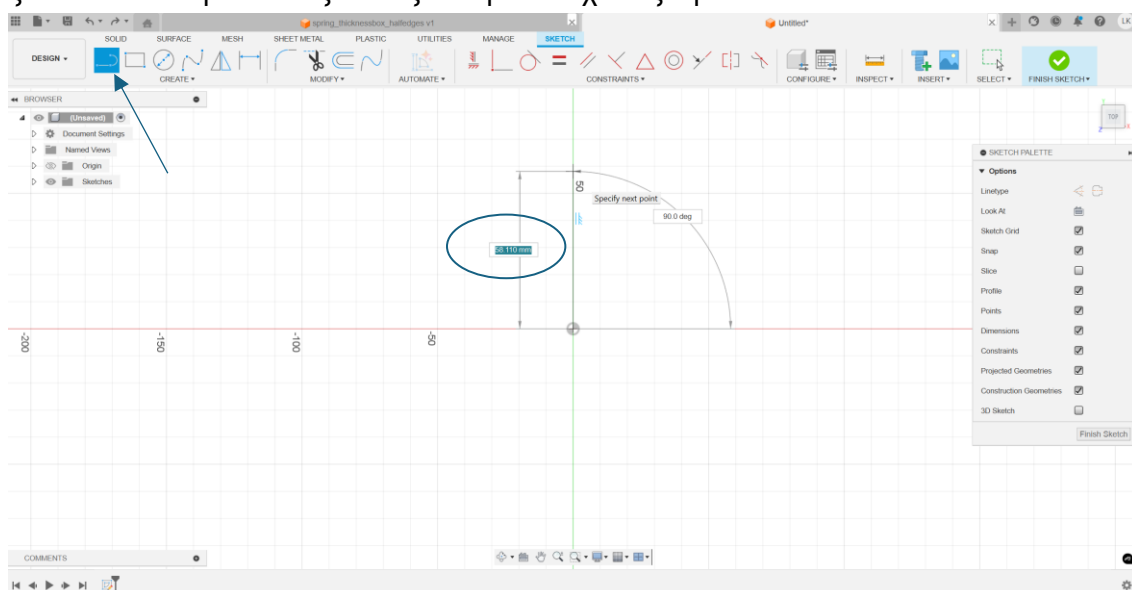 spring_thicknessbox_halfedges v1
Untitled*
LK
SOLID SURFACE MESH SHEET METAL PLASTIC UTILITIES MANAGE SKETCH
DESIGN
CREATE MODIFY AUTOMATE CONSTRAINTS CONFIGURE INSPECT INSERT SELECT FINISH SKETCH
BROWSER
(Unsaved)
Document Settings
Named Views
Origin
Sketches
TOP
Z X
SKETCH PALETTE
Options
Linetype
Look At
Sketch Grid
Snap
Slice
Profile
Points
Dimensions
Constraints
Projected Geometries
Construction Geometries
3D Sketch
Finish Sketch
50
Specify next point
90.0 deg
58.110 mm
-200 -150 -100 -50
COMMENTS